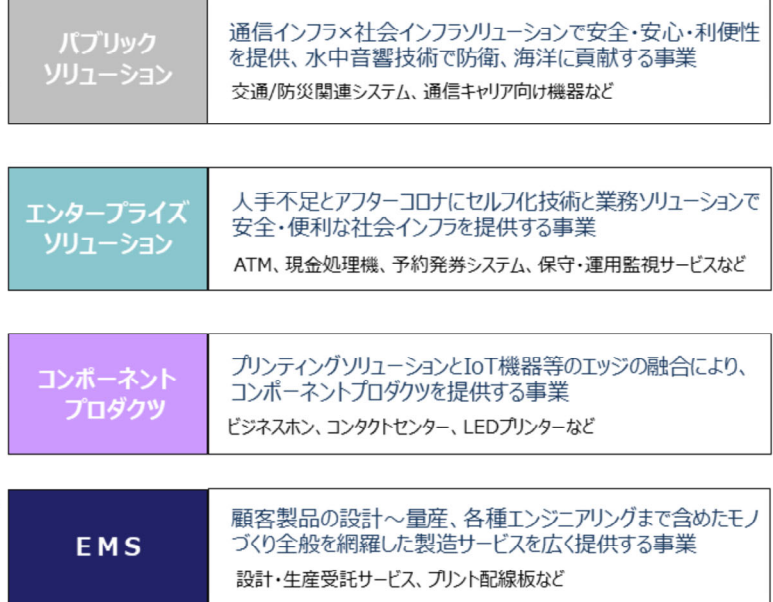 パブリック
ソリューション
通信インフラ×社会インフラソリューションで安全・安心・利便性
を提供、水中音響技術で防衛、海洋に貢献する事業
交通/防災関連システム、通信キャリア向け機器など
エンタープライズ
ソリューション
人手不足とアフターコロナにセルフ化技術と業務ソリューションで
安全・便利な社会インフラを提供する事業
ATM、現金処理機、予約発券システム、保守・運用監視サービスなど
コンポーネント
プロダクツ
プリンティングソリューションとIoT機器等のエッジの融合により、
コンポーネントプロダクツを提供する事業
ビジネスホン、コンタクトセンター、LEDプリンターなど
EMS
顧客製品の設計～量産、各種エンジニアリングまで含めたモノ
づくり全般を網羅した製造サービスを広く提供する事業
設計・生産受託サービス、プリント配線板など